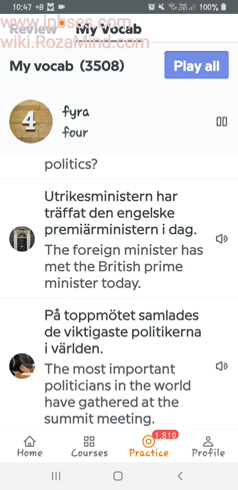 10:47
+8
100%
www.jobses.com
wiki.RozaMind.com
Review
My Vocab
My vocab (3508)
Play all
4
fyra
four
politics?
Utrikesministern har
träffat den engelske
premiärministern i dag.
The foreign minister has
met the British prime
minister today.
På toppmötet samlades
de viktigaste politikerna
i världen.
The most important
politicians in the world
have gathered at the
summit meeting.
1,810
Home
Courses
Practice
Profile